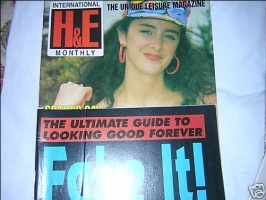 INTERNATIONAL
THE UNIQUE LEISURE MAGAZINE
H&E
MONTHLY
THE ULTIMATE GUIDE TO
LOOKING GOOD FOREVER
Fake It!